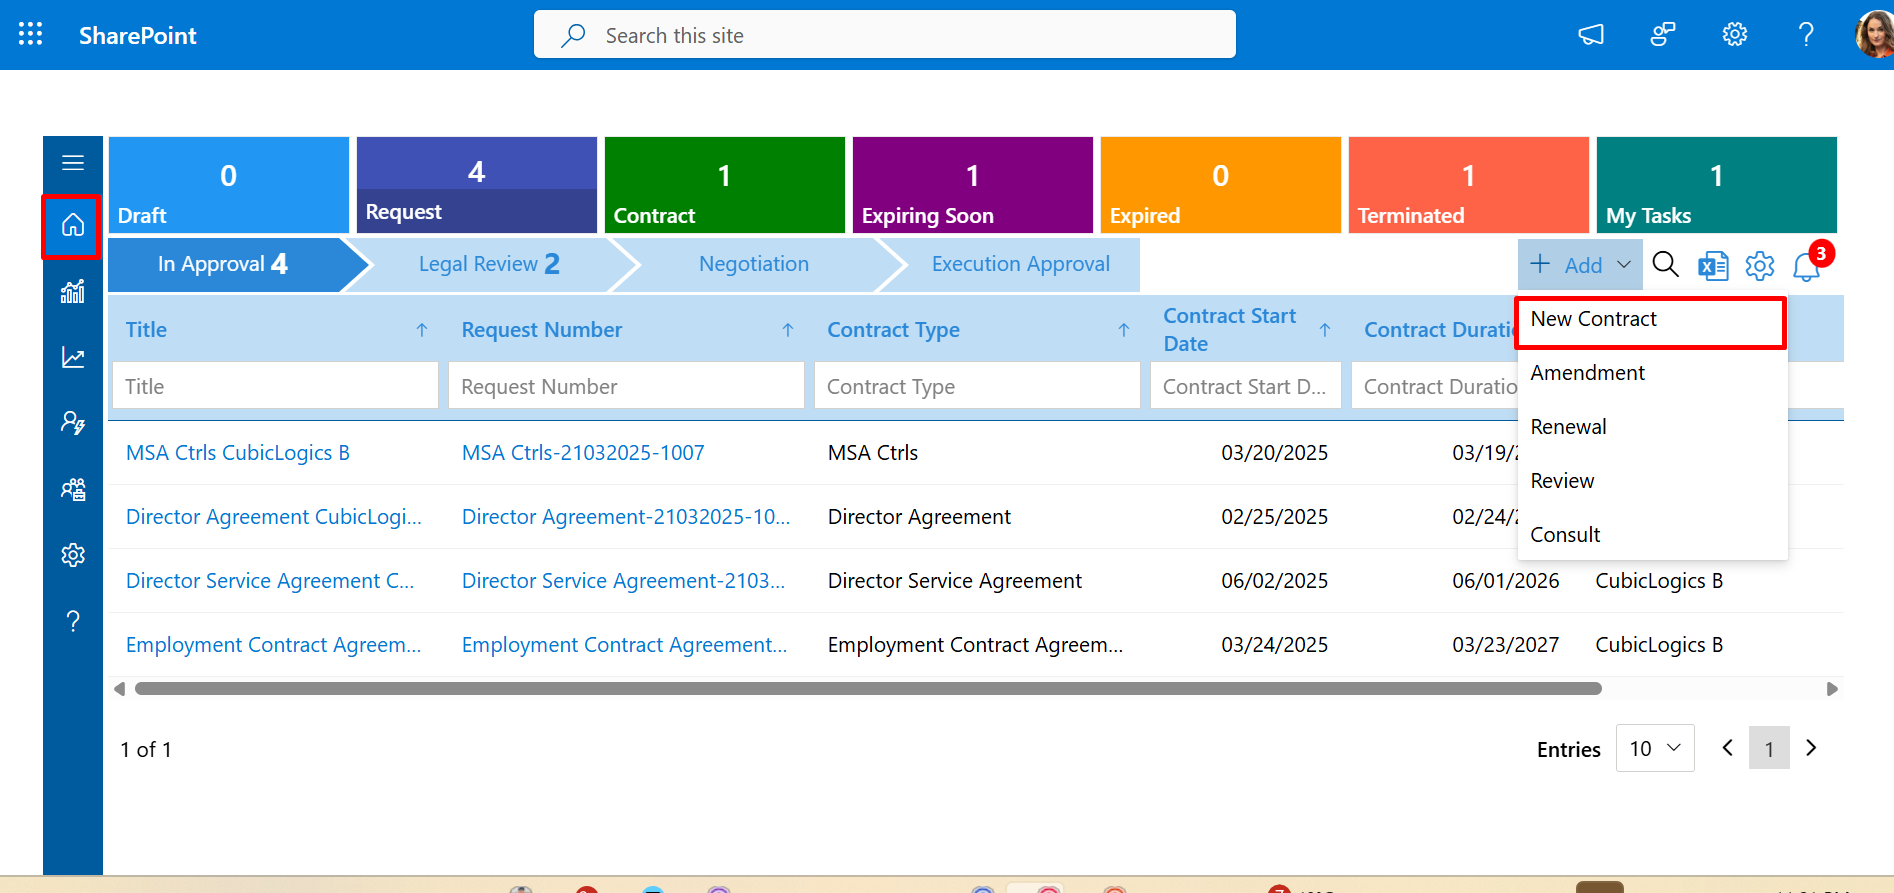 SharePoint
Search this site
0
Draft
4
Request
1
Contract
1
Expiring Soon
0
Expired
1
Terminated
1
My Tasks
In Approval 4
Legal Review 2
Negotiation
Execution Approval
Add
3
New Contract
Amendment
Renewal
Review
Consult
Title
Request Number
Contract Type
Contract Start
Date
Contract Durati
Title
Request Number
Contract Type
Contract Start D...
Contract Duratio
MSA Ctrls CubicLogics B
MSA Ctrls-21032025-1007
MSA Ctrls
03/20/2025
03/19/2
Director Agreement CubicLogi...
Director Agreement-21032025-10...
Director Agreement
02/25/2025
02/24/2
Director Service Agreement C...
Director Service Agreement-2103...
Director Service Agreement
06/02/2025
06/01/2026
CubicLogics B
Employment Contract Agreem...
Employment Contract Agreement...
Employment Contract Agreem...
03/24/2025
03/23/2027
CubicLogics B
1 of 1
Entries
10
1